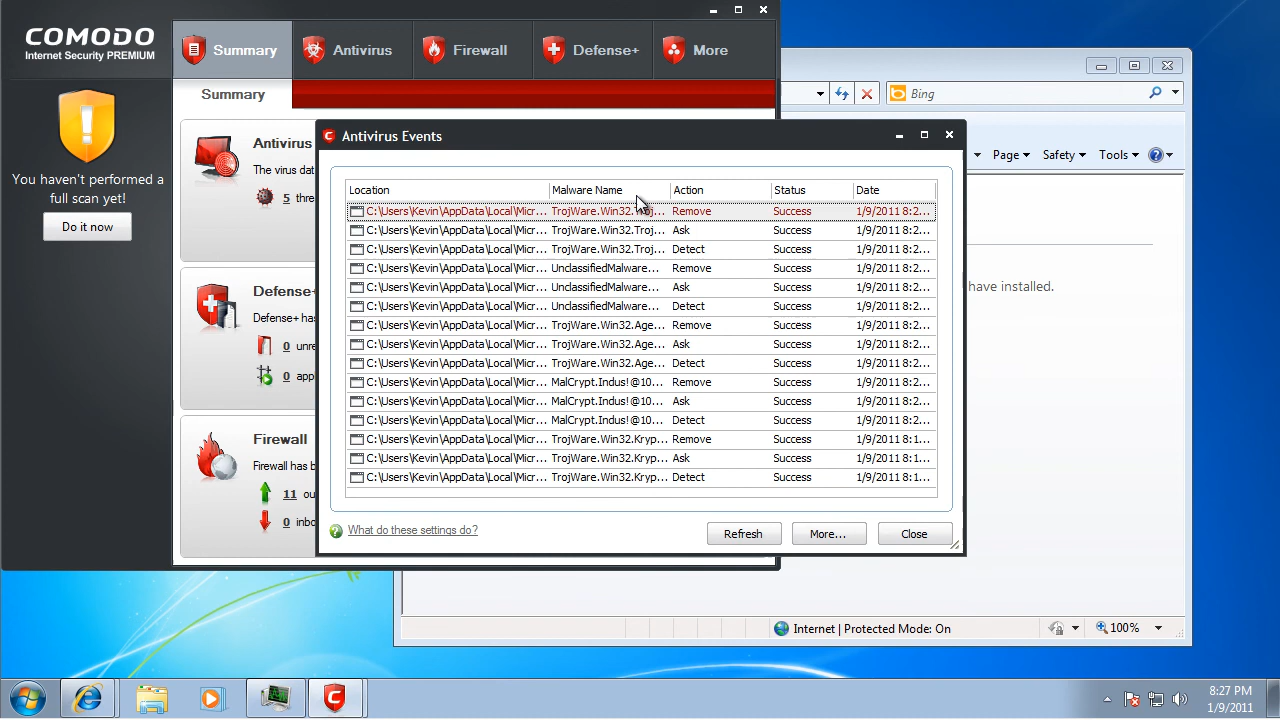 COMODO
Internet Security PREMIUM
Summary
Antivirus
Firewall
Defense+
More
Summary
You haven't performed a
full scan yet!
Do it now
Antivirus
The virus dat
5 thre
Defense+
Defense+ has
0 unre
0 app
Firewall
Firewall has b
11 ou
0 inbo
Bing
Page
Safety
Tools
have installed.
Antivirus Events
Location Malware Name Action Status Date
C:\Users\Kevin\AppData\Local\Micr... TrojWare.Win32.Troj... Remove Success 1/9/2011 8:2...
C:\Users\Kevin\AppData\Local\Micr... TrojWare.Win32.Troj... Ask Success 1/9/2011 8:2...
C:\Users\Kevin\AppData\Local\Micr... TrojWare.Win32.Troj... Detect Success 1/9/2011 8:2...
C:\Users\Kevin\AppData\Local\Micr... UnclassifiedMalware... Remove Success 1/9/2011 8:2...
C:\Users\Kevin\AppData\Local\Micr... UnclassifiedMalware... Ask Success 1/9/2011 8:2...
C:\Users\Kevin\AppData\Local\Micr... UnclassifiedMalware... Detect Success 1/9/2011 8:2...
C:\Users\Kevin\AppData\Local\Micr... TrojWare.Win32.Age... Remove Success 1/9/2011 8:2...
C:\Users\Kevin\AppData\Local\Micr... TrojWare.Win32.Age... Ask Success 1/9/2011 8:2...
C:\Users\Kevin\AppData\Local\Micr... TrojWare.Win32.Age... Detect Success 1/9/2011 8:2...
C:\Users\Kevin\AppData\Local\Micr... MalCrypt.Indus!@10... Remove Success 1/9/2011 8:2...
C:\Users\Kevin\AppData\Local\Micr... MalCrypt.Indus!@10... Ask Success 1/9/2011 8:2...
C:\Users\Kevin\AppData\Local\Micr... MalCrypt.Indus!@10... Detect Success 1/9/2011 8:2...
C:\Users\Kevin\AppData\Local\Micr... TrojWare.Win32.Kryp... Remove Success 1/9/2011 8:1...
C:\Users\Kevin\AppData\Local\Micr... TrojWare.Win32.Kryp... Ask Success 1/9/2011 8:1...
C:\Users\Kevin\AppData\Local\Micr... TrojWare.Win32.Kryp... Detect Success 1/9/2011 8:1...
What do these settings do?
Refresh
More...
Close
Internet | Protected Mode: On
100%
8:27 PM
1/9/2011